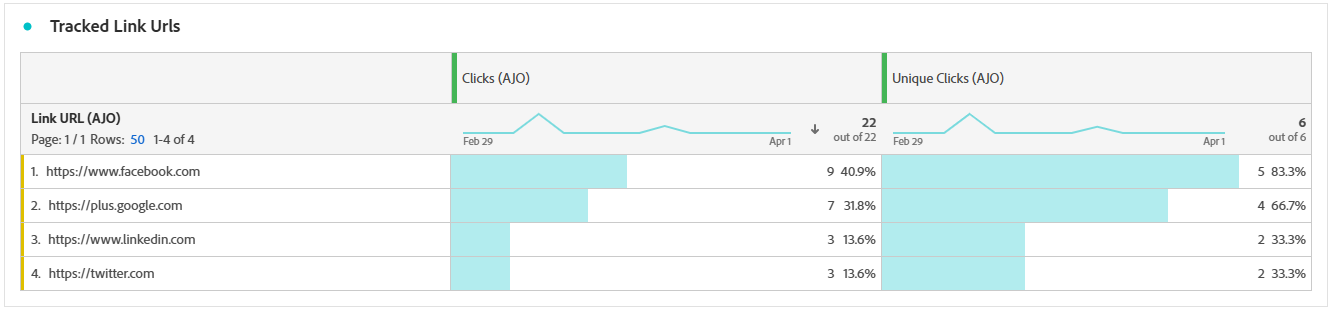 Tracked Link Urls
Clicks (AJO) Unique Clicks (AJO)
Link URL (AJO)
Page: 1 / 1 Rows: 50 1-4 of 4
Feb 29 Apr 1
22
out of 22
Feb 29 Apr 1
6
out of 6
1. https://www.facebook.com 9 40.9% 5 83.3%
2. https://plus.google.com 7 31.8% 4 66.7%
3. https://www.linkedin.com 3 13.6% 2 33.3%
4. https://twitter.com 3 13.6% 2 33.3%